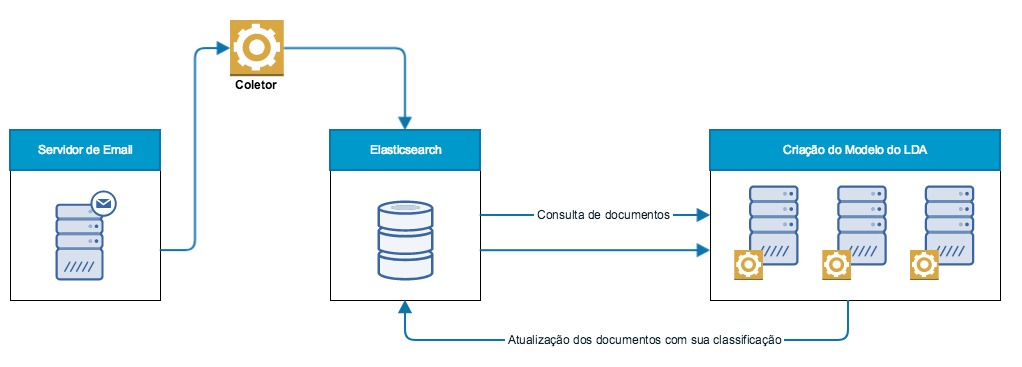 Coletor
Servidor de Email
Elasticsearch
Criação do Modelo do LDA
Consulta de documentos
Atualização dos documentos com sua classificação